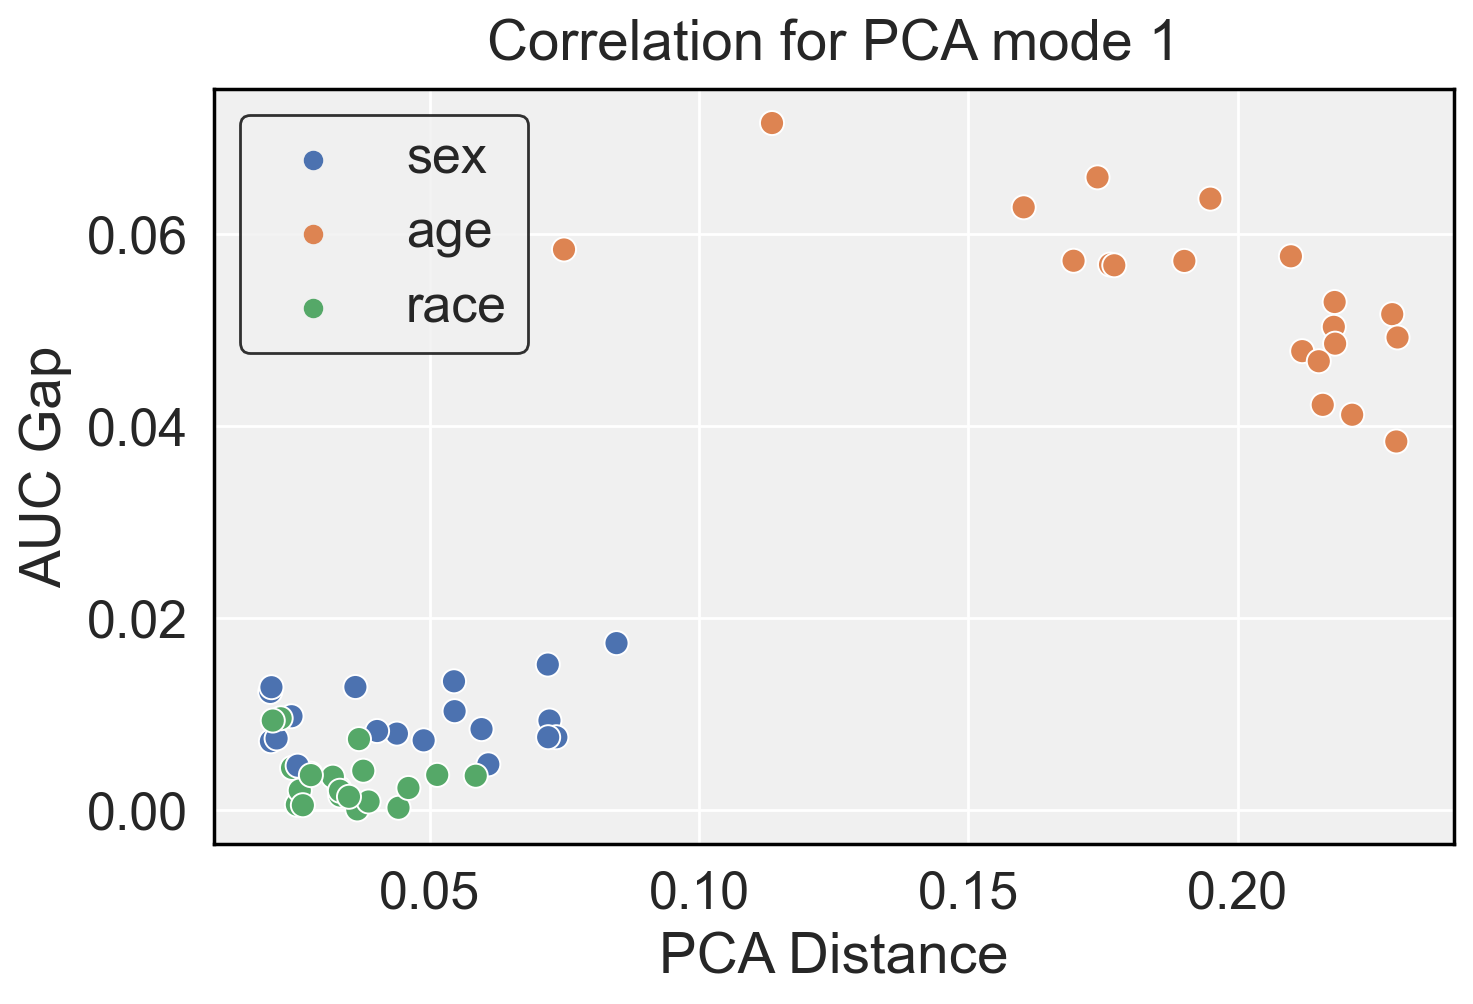 Correlation for PCA mode 1
sex
age
race
AUC Gap
0.06
0.04
0.02
0.00
0.05 0.10 0.15 0.20
PCA Distance